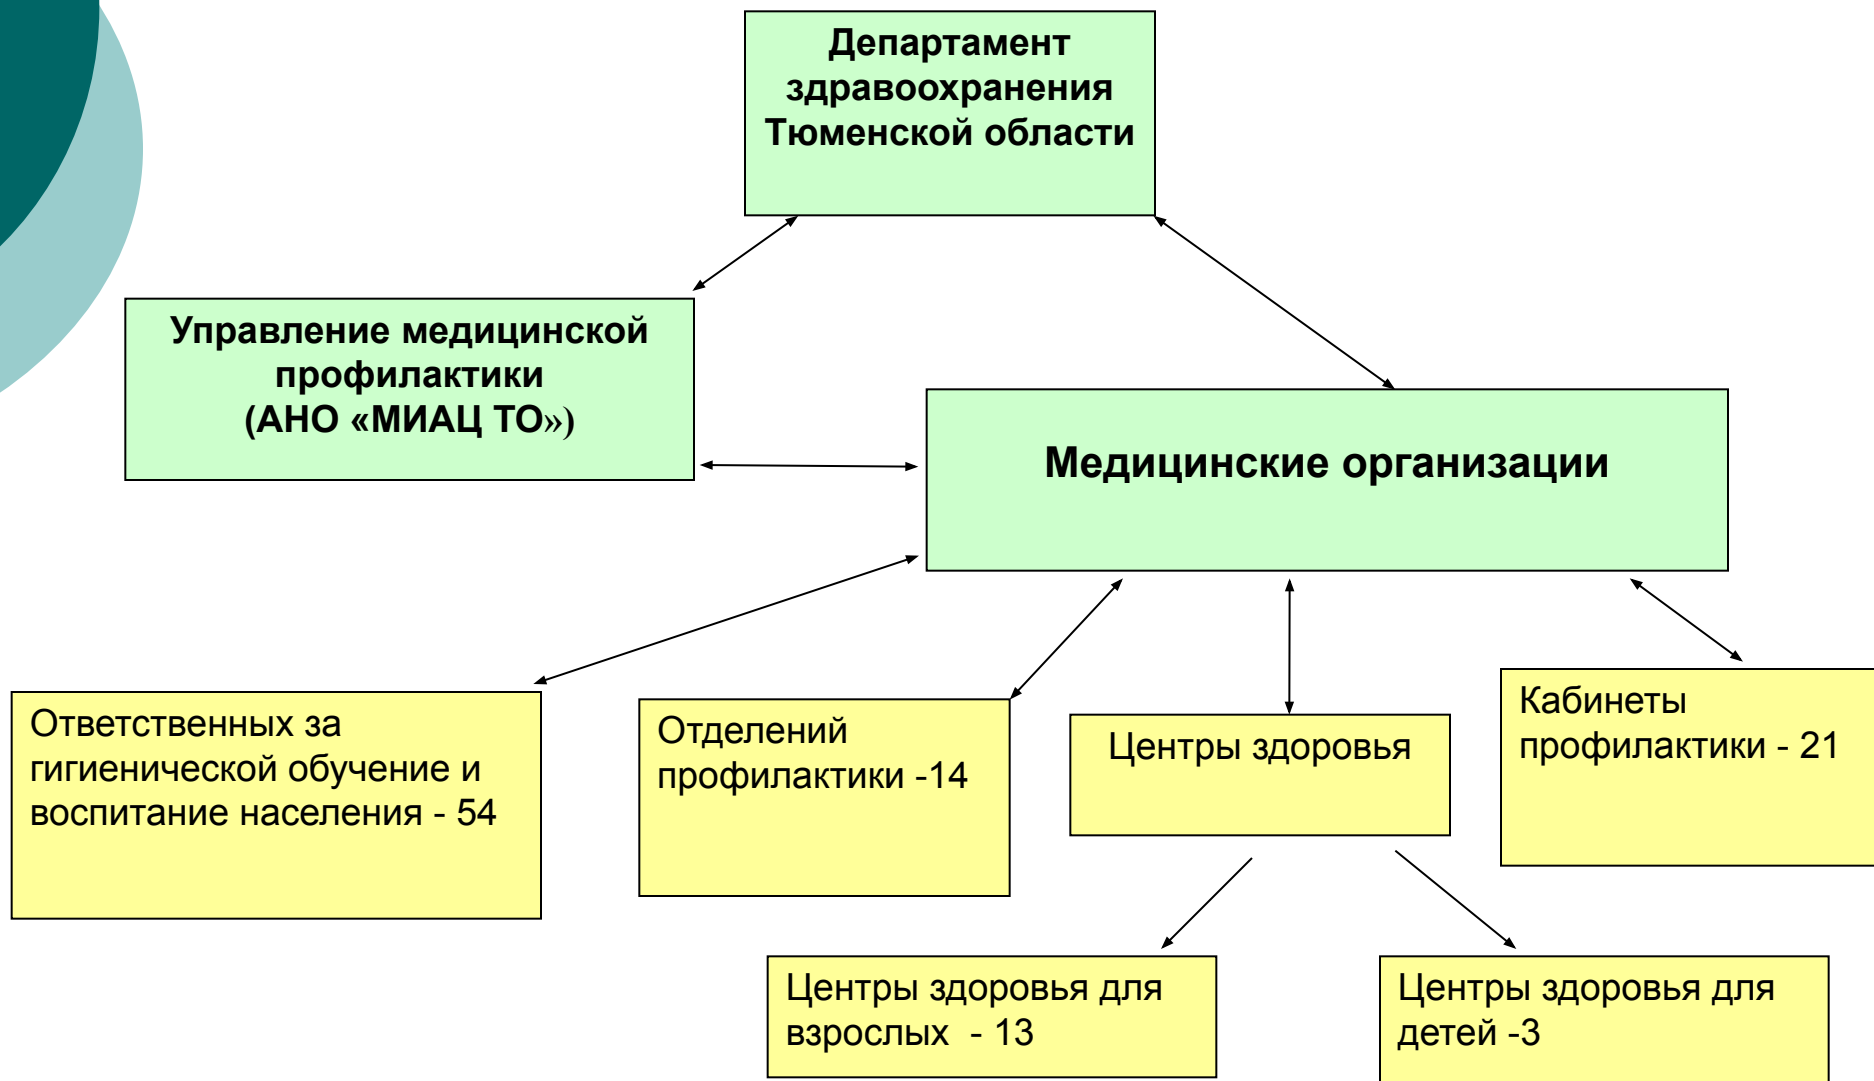 Департамент
здравоохранения
Тюменской области
Управление медицинской
профилактики
(АНО «МИАЦ ТО»)
Медицинские организации
Ответственных за
гигиенической обучение и
воспитание населения - 54
Отделений
профилактики -14
Центры здоровья
Кабинеты
профилактики - 21
Центры здоровья для
взрослых - 13
Центры здоровья для
детей -3